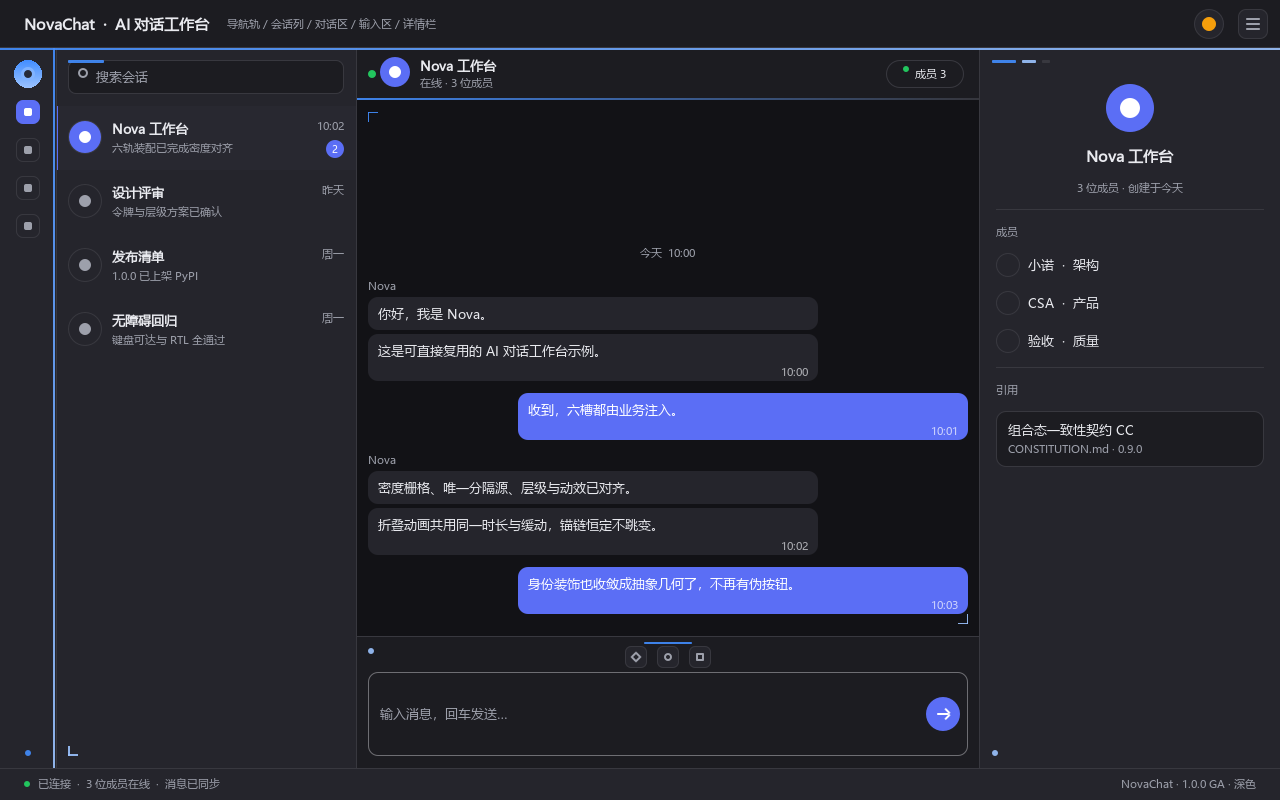 NovaChat · AI 对话工作台
导航轨 / 会话列 / 对话区 / 输入区 / 详情栏
搜索会话
Nova 工作台
10:02
六轨装配已完成密度对齐
2
设计评审
昨天
令牌与层级方案已确认
发布清单
周一
1.0.0 已上架 PyPI
无障碍回归
周一
键盘可达与 RTL 全通过
Nova 工作台
在线 · 3 位成员
成员 3
今天 10:00
Nova
你好，我是 Nova。
这是可直接复用的 AI 对话工作台示例。
10:00
收到，六槽都由业务注入。
10:01
Nova
密度栅格、唯一分隔源、层级与动效已对齐。
折叠动画共用同一时长与缓动，锚链恒定不跳变。
10:02
身份装饰也收敛成抽象几何了，不再有伪按钮。
10:03
输入消息，回车发送…
Nova 工作台
3 位成员 · 创建于今天
成员
小诺 · 架构
CSA · 产品
验收 · 质量
引用
组合态一致性契约 CC
CONSTITUTION.md · 0.9.0
已连接 · 3 位成员在线 · 消息已同步
NovaChat · 1.0.0 GA · 深色